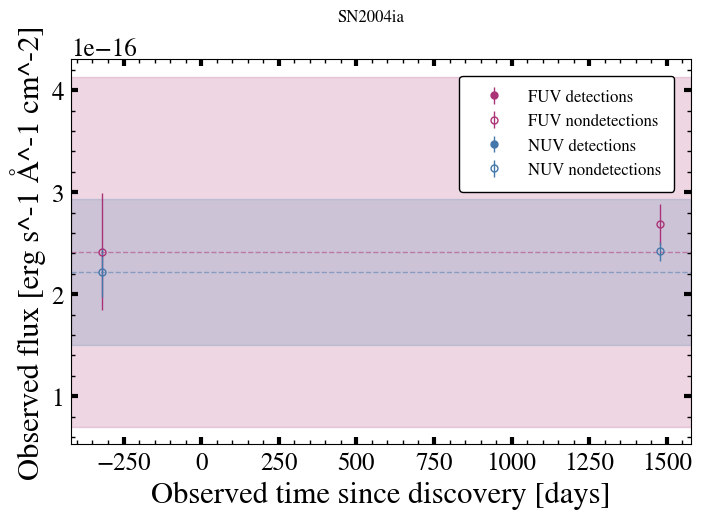 SN2004ia
1e−16
Observed flux [erg s^-1 Å^-1 cm^-2]
4
3
2
1
FUV detections
FUV nondetections
NUV detections
NUV nondetections
−250 0 250 500 750 1000 1250 1500
Observed time since discovery [days]